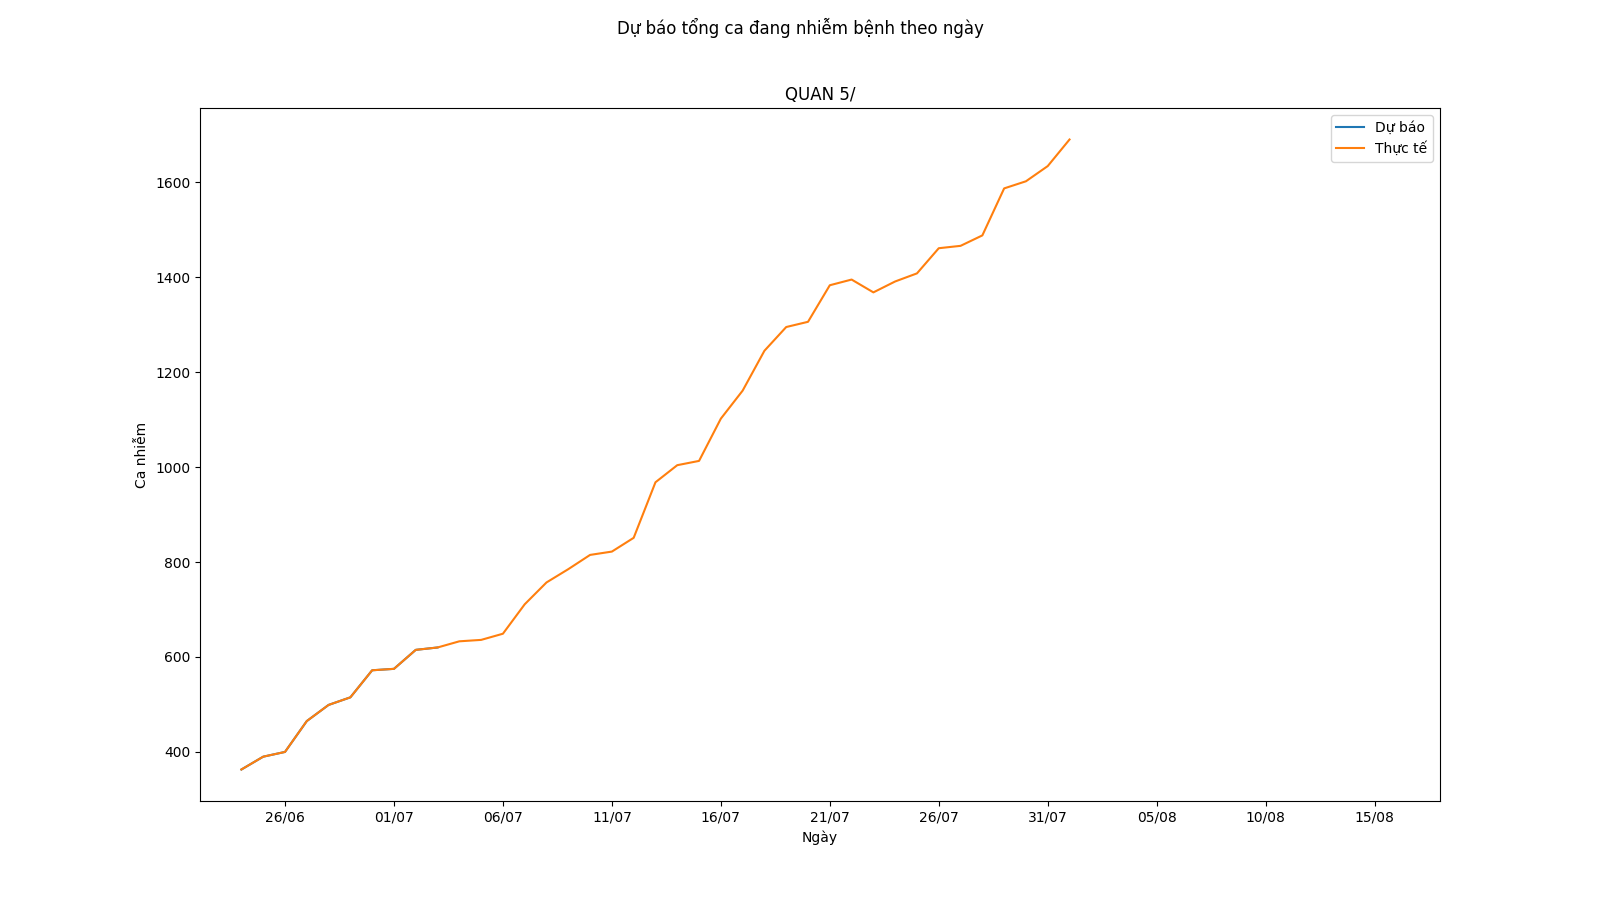 Dự báo tổng ca đang nhiễm bệnh theo ngày
QUAN 5/
Dự báo
Thực tế
1600
1400
1200
1000
800
600
400
Ca nhiễm
26/06 01/07 06/07 11/07 16/07 21/07 26/07 31/07 05/08 10/08 15/08
Ngày